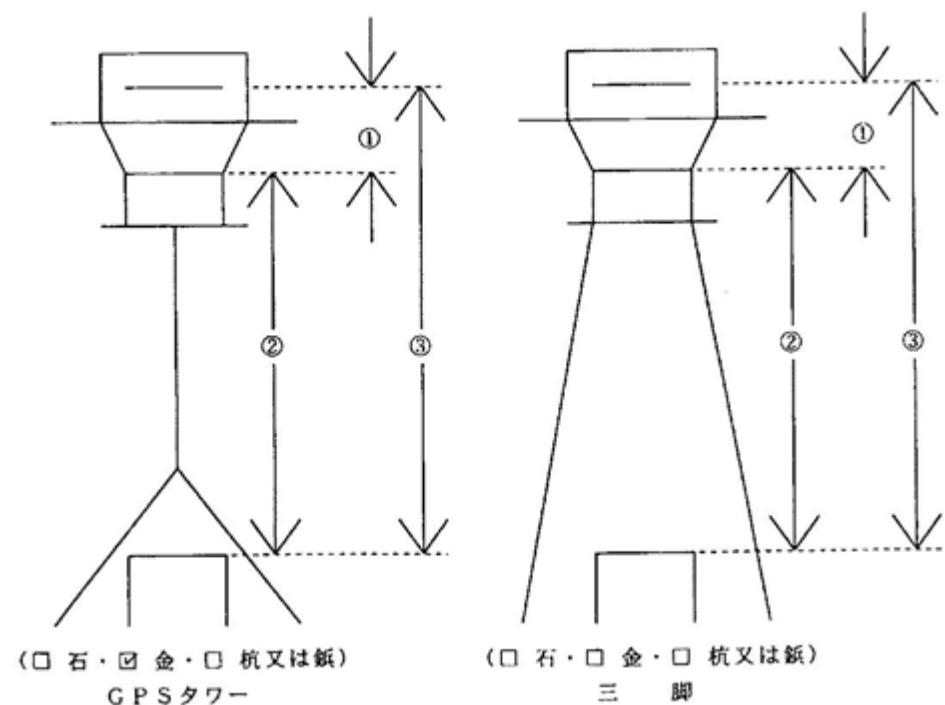 ①
②
③
(□ 石・☑ 金・□ 杭又は鋲)
GPSタワー
①
②
③
(□ 石・□ 金・□ 杭又は鋲)
三 脚